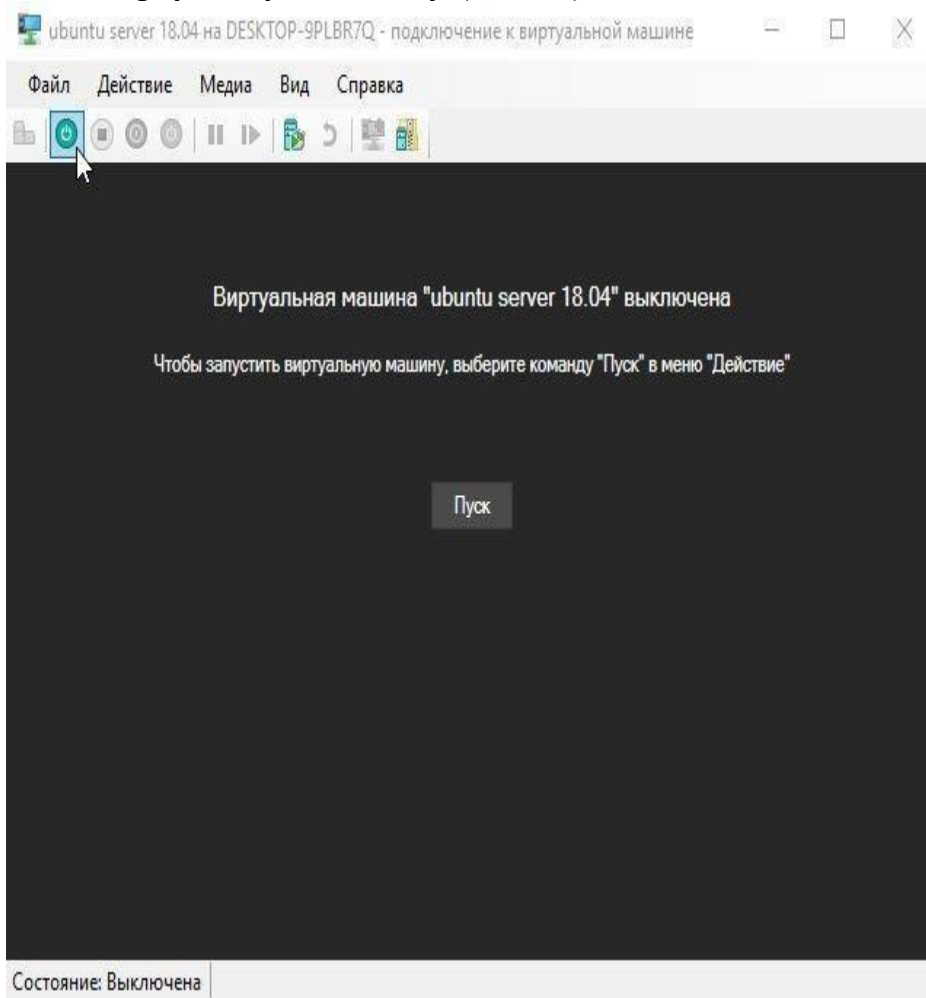 ubuntu server 18.04 на DESKTOP-9PLBR7Q - подключение к виртуальной машине
Файл Действие Медиа Вид Справка
Виртуальная машина "ubuntu server 18.04" выключена
Чтобы запустить виртуальную машину, выберите команду "Пуск" в меню "Действие"
Пуск
Состояние: Выключена